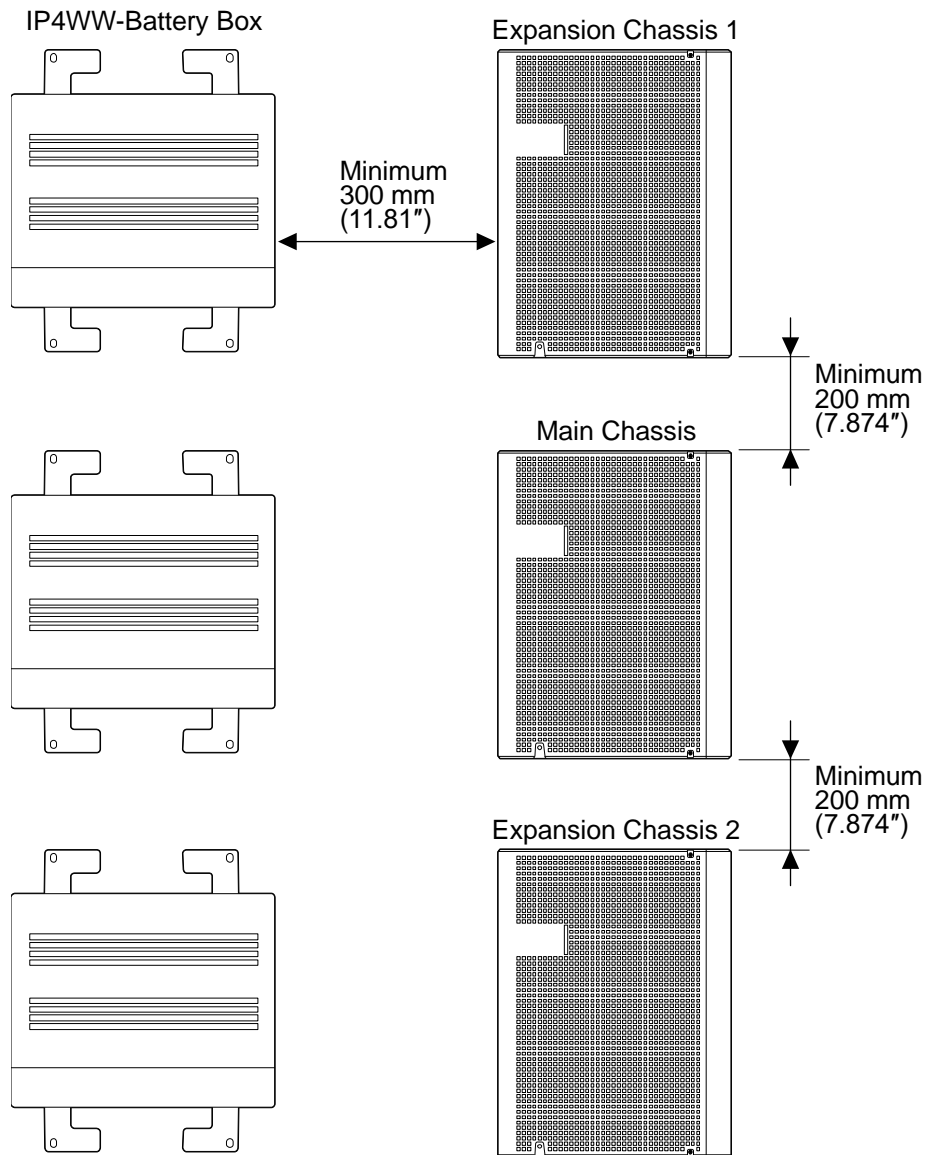 IP4WW-Battery Box
Expansion Chassis 1
Minimum
300 mm
(11.81″)
Minimum
200 mm
(7.874″)
Main Chassis
Minimum
200 mm
(7.874″)
Expansion Chassis 2